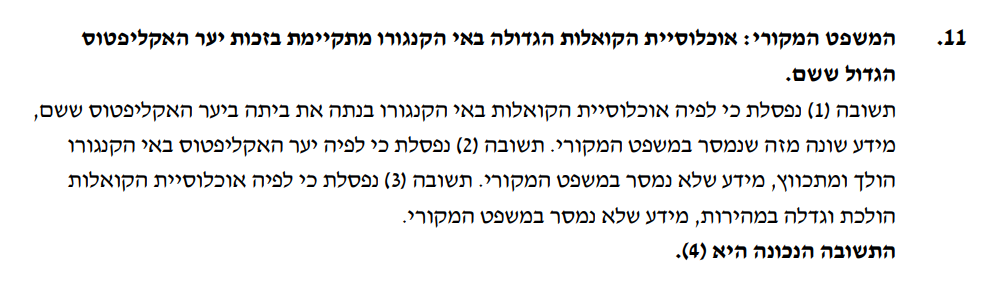 11. המשפט המקורי: אוכלוסיית הקואלות הגדולה באי הקנגורו מתקיימת בזכות יער האקליפטוס
הגדול ששם.
תשובה (1) נפסלת כי לפיה אוכלוסיית הקואלות באי הקנגורו בנתה את ביתה ביער האקליפטוס ששם,
מידע שונה מזה שנמסר במשפט המקורי. תשובה (2) נפסלת כי לפיה יער האקליפטוס באי הקנגורו
הולך ומתכווץ, מידע שלא נמסר במשפט המקורי. תשובה (3) נפסלת כי לפיה אוכלוסיית הקואלות
הולכת וגדלה במהירות, מידע שלא נמסר במשפט המקורי.
התשובה הנכונה היא (4).